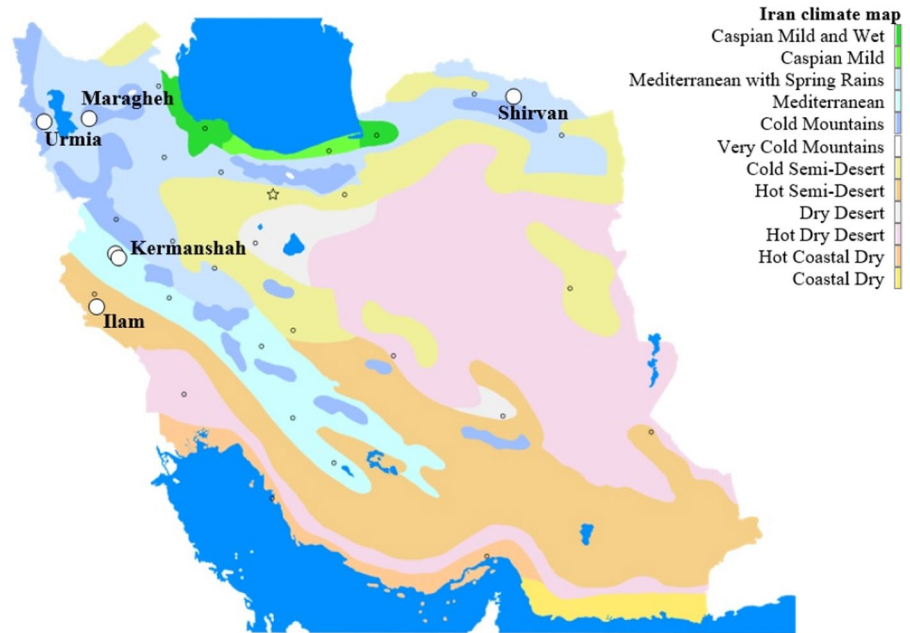 Iran climate map
Caspian Mild and Wet
Caspian Mild
Mediterranean with Spring Rains
Mediterranean
Cold Mountains
Very Cold Mountains
Cold Semi-Desert
Hot Semi-Desert
Dry Desert
Hot Dry Desert
Hot Coastal Dry
Coastal Dry
Maragheh
Urmia
Shirvan
Kermanshah
Ilam